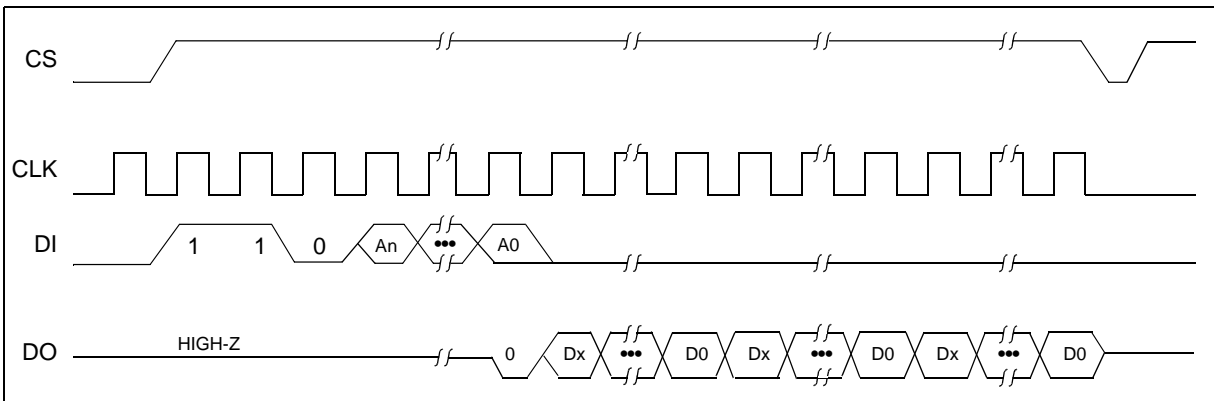 CS
CLK
DI 1 1 0 An ••• A0
DO HIGH-Z 0 Dx ••• D0 Dx ••• D0 Dx ••• D0